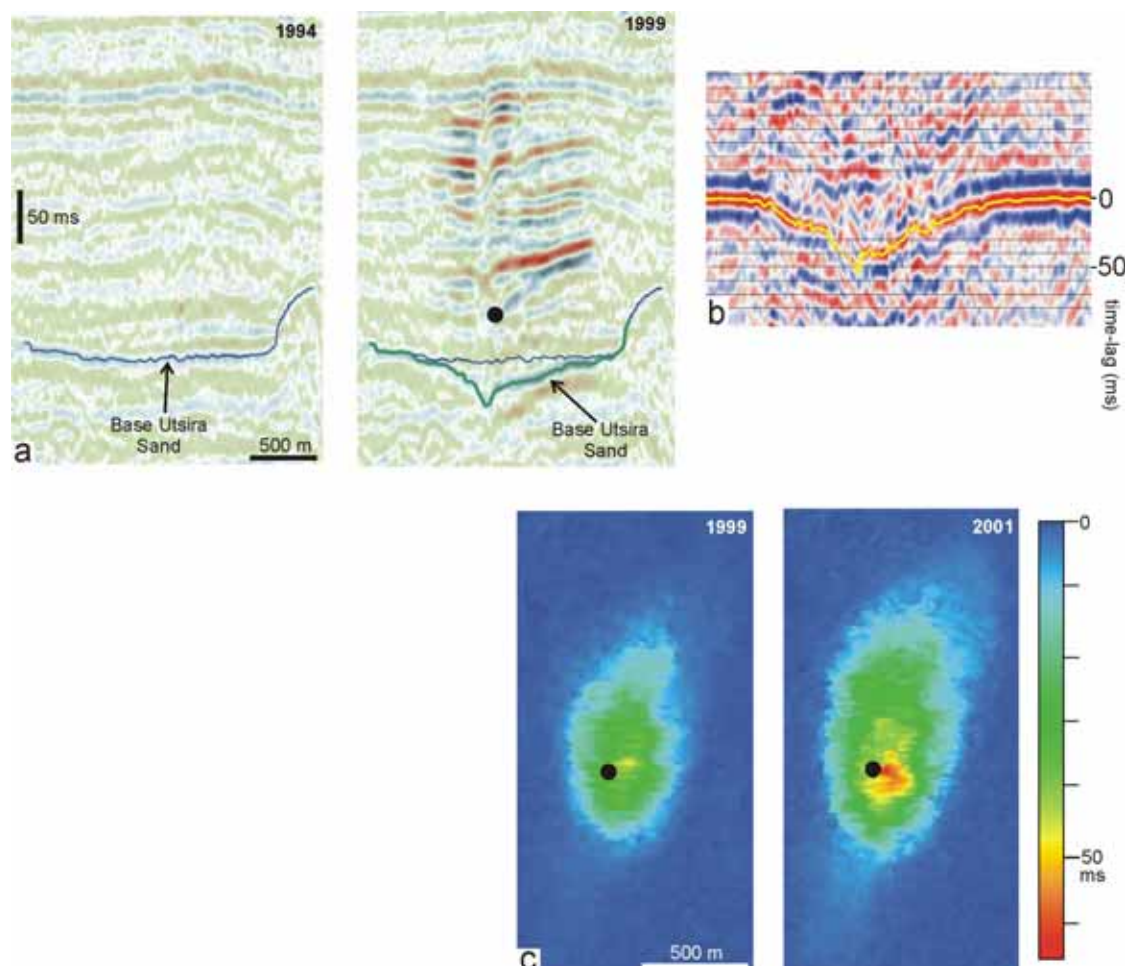 1994
50 ms
Base Utsira
Sand
500 m
a
1999
Base Utsira
Sand
0
50
time-lag (ms)
b
1999
500 m
c
2001
0
50
ms